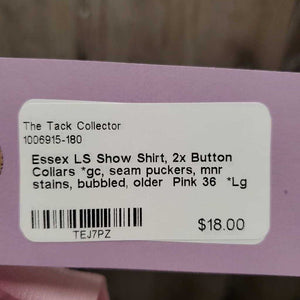 The Tack Collector
1006915-180
Essex LS Show Shirt, 2x Button
Collars *gc, seam puckers, mnr
stains, bubbled, older  Pink 36  *Lg
$18.00
TEJ7PZ